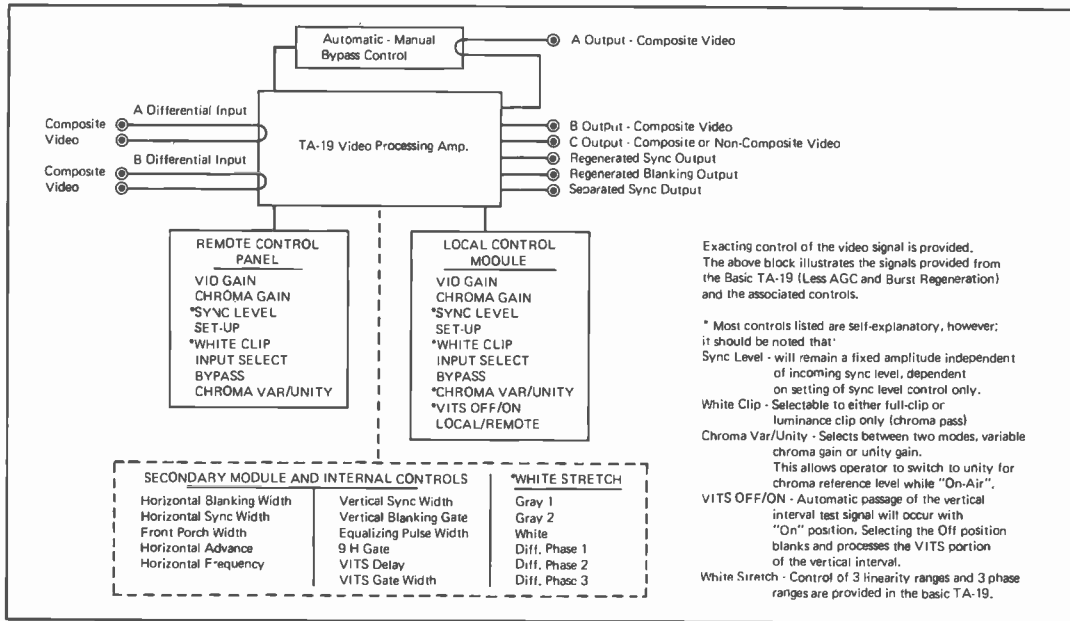 Automatic - Manual
Bypass Control
A Output - Composite Video
A Differential Input
Composite
Video
B Differential Input
Composite
Video
TA-19 Video Processing Amp.
B Output - Composite Video
C Output - Composite or Non-Composite Video
Regenerated Sync Output
Regenerated Blanking Output
Separated Sync Output
REMOTE CONTROL
PANEL
VIO GAIN
CHROMA GAIN
*SYNC LEVEL
SET-UP
*WHITE CLIP
INPUT SELECT
BYPASS
CHROMA VAR/UNITY
LOCAL CONTROL
MODULE
VIO GAIN
CHROMA GAIN
*SYNC LEVEL
SET-UP
*WHITE CLIP
INPUT SELECT
BYPASS
*CHROMA VAR/UNITY
*VITS OFF/ON
LOCAL/REMOTE
Exacting control of the video signal is provided.
The above block illustrates the signals provided from
the Basic TA-19 (Less AGC and Burst Regeneration)
and the associated controls.
* Most controls listed are self-explanatory, however;
it should be noted that
Sync Level - will remain a fixed amplitude independent
of incoming sync level, dependent
on setting of sync level control only.
White Clip - Selectable to either full-clip or
luminance clip only (chroma pass)
Chroma Var/Unity - Selects between two modes, variable
chroma gain or unity gain.
This allows operator to switch to unity for
chroma reference level while "On-Air".
VITS OFF/ON - Automatic passage of the vertical
interval test signal will occur with
"On" position, Selecting the Off position
blanks and processes the VITS portion
of the vertical interval.
White Stretch - Control of 3 linearity ranges and 3 phase
ranges are provided in the basic TA-19.
SECONDARY MODULE AND INTERNAL CONTROLS
Horizontal Blanking Width
Horizontal Sync Width
Front Porch Width
Horizontal Advance
Horizontal Frequency
Vertical Sync Width
Vertical Blanking Gate
Equalizing Pulse Width
9 H Gate
VITS Delay
VITS Gate Width
*WHITE STRETCH
Gray 1
Gray 2
White
Diff. Phase 1
Diff. Phase 2
Diff. Phase 3